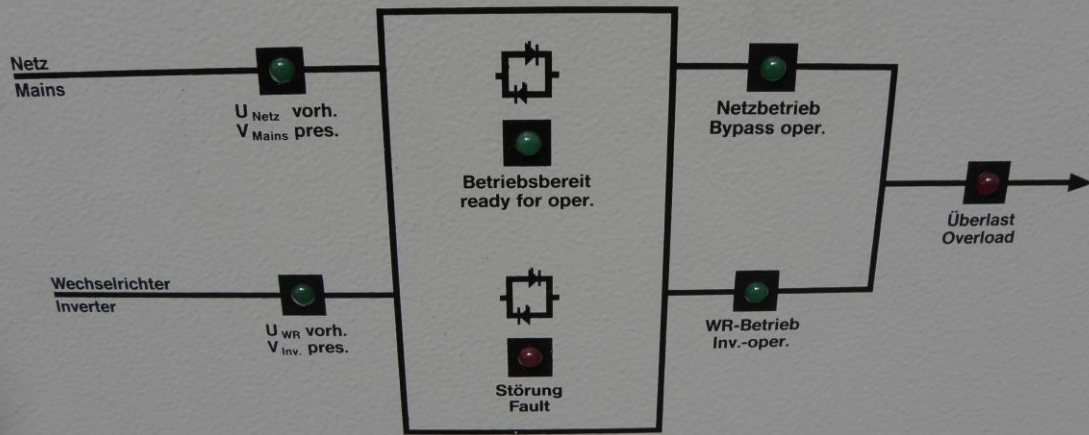 Netz
Mains
U Netz vorh.
V Mains pres.
Betriebsbereit
ready for oper.
Netzbetrieb
Bypass oper.
Überlast
Overload
Wechselrichter
Inverter
U WR vorh.
V Inv. pres.
Störung
Fault
WR-Betrieb
Inv.-oper.